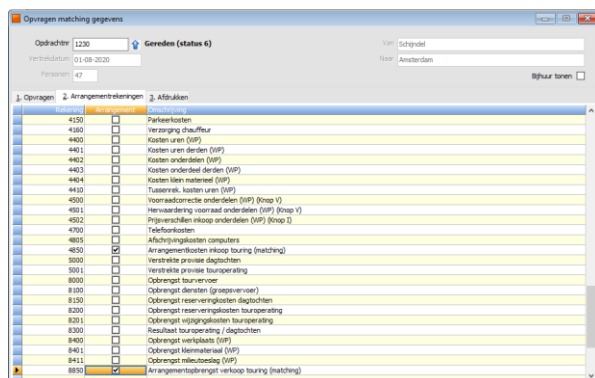 Opvragen matching gegevens
Opdrachtnr 1230 Gereden (status 6) Van Schijndel
Vertrekdatum 01-08-2020 Naar Amsterdam
Personen 47 Bijhuur tonen
1. Opvragen 2. Arrangementrekeningen 3. Afdrukken
Rekening Arrangement Omschrijving
4150 Parkeerkosten
4160 Verzorging chauffeur
4400 Kosten uren (WP)
4401 Kosten uren derden (WP)
4402 Kosten onderdelen (WP)
4403 Kosten onderdeel derden (WP)
4404 Kosten klein materieel (WP)
4410 Tussenrek. kosten uren (WP)
4500 Voorraadcorrectie onderdelen (WP) (Knop V)
4501 Herwaardering voorraad onderdelen (WP) (Knop V)
4502 Prijsverschillen inkoop onderdelen (WP) (Knop I)
4700 Telefoonkosten
4805 Afschrijvingskosten computers
4850 Arrangementkosten inkoop touring (matching)
5000 Verstrekte provisie dagtochten
5001 Verstrekte provisie touroperating
8000 Opbrengst tourvervoer
8100 Opbrengst diensten (groepsvervoer)
8150 Opbrengst reserveringkosten dagtochten
8200 Opbrengst reserveringskosten touroperating
8201 Opbrengst wijzigingskosten touroperating
8300 Resultaat touroperating / dagtochten
8400 Opbrengst werkplaats (WP)
8401 Opbrengst kleinmateriaal (WP)
8411 Opbrengst milieutoeslag (WP)
8850 Arrangementopbrengst verkoop touring (matching)